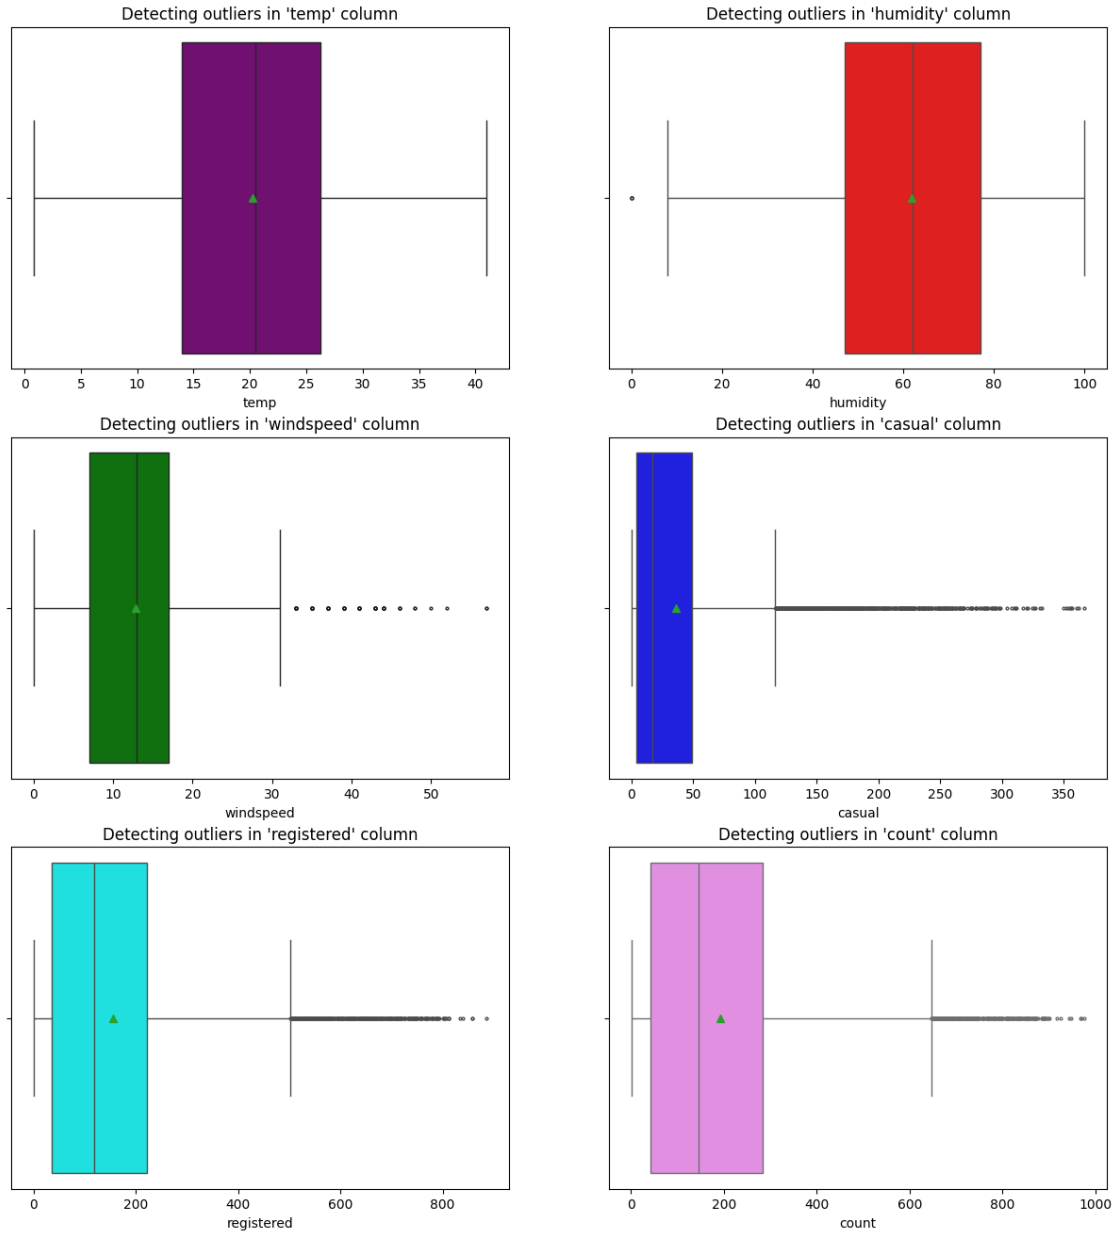 Detecting outliers in 'temp' column
0 5 10 15 20 25 30 35 40
temp
Detecting outliers in 'humidity' column
0 20 40 60 80 100
humidity
Detecting outliers in 'windspeed' column
0 10 20 30 40 50
windspeed
Detecting outliers in 'casual' column
0 50 100 150 200 250 300 350
casual
Detecting outliers in 'registered' column
0 200 400 600 800
registered
Detecting outliers in 'count' column
0 200 400 600 800 1000
count